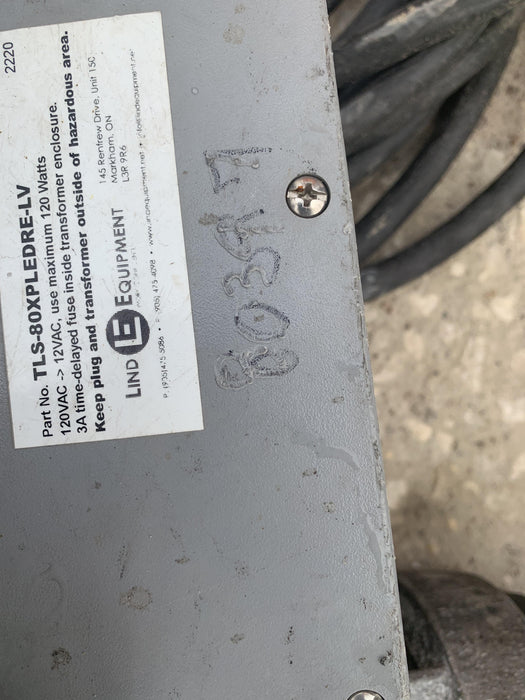 2220
Part No. TLS-80XPLEDRE-LV
120VAC -> 12VAC, use maximum 120 Watts
3A time-delayed fuse inside transformer enclosure.
Keep plug and transformer outside of hazardous area.
LIND LE EQUIPMENT
145 Renfrew Drive, Unit 150
Markham, ON
L3R 9R6